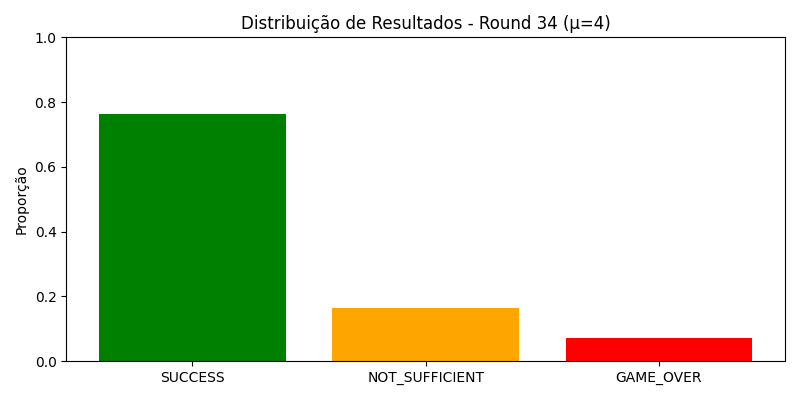 Distribuição de Resultados - Round 34 (μ=4)
1.0
0.8
0.6
0.4
0.2
0.0
Proporção
SUCCESS
NOT_SUFFICIENT
GAME_OVER